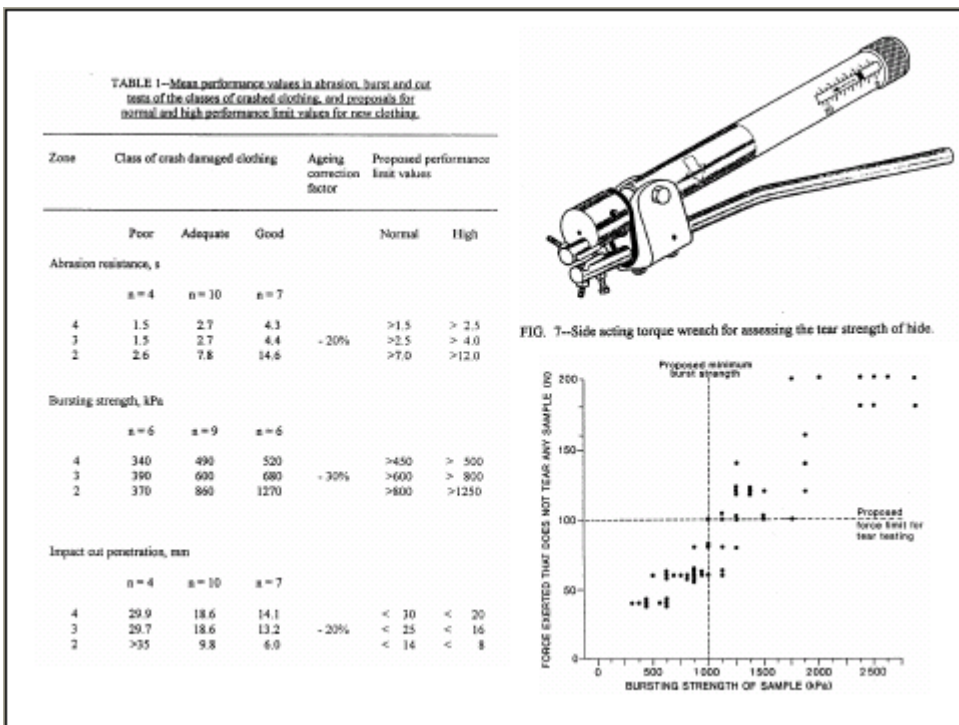 TABLE 1--Mean performance values in abrasion, burst and cut
tests of the classes of crashed clothing, and proposals for
normal and high performance limit values for new clothing.
Zone Class of crash damaged clothing Ageing Proposed performance
correction limit values
factor
Poor Adequate Good Normal High
Abrasion resistance, s
n = 4 n = 10 n = 7
4 1.5 2.7 4.3 >1.5 > 2.5
3 1.5 2.7 4.4 - 20% >2.5 > 4.0
2 2.6 7.8 14.6 >7.0 >12.0
Bursting strength, kPa
n = 6 n = 9 n = 6
4 340 490 520 >450 > 500
3 390 600 680 - 30% >600 > 800
2 370 860 1270 >800 >1250
Impact cut penetration, mm
n = 4 n = 10 n = 7
4 29.9 18.6 14.1 < 30 < 20
3 29.7 18.6 13.2 - 20% < 25 < 16
2 >35 9.8 6.0 < 14 < 8
FIG. 7--Side acting torque wrench for assessing the tear strength of hide.
Proposed minimum
burst strength
FORCE EXERTED THAT DOES NOT TEAR ANY SAMPLE (N)
200
150
100
50
0
Proposed
force limit for
tear testing
0 500 1000 1500 2000 2500
BURSTING STRENGTH OF SAMPLE (kPa)